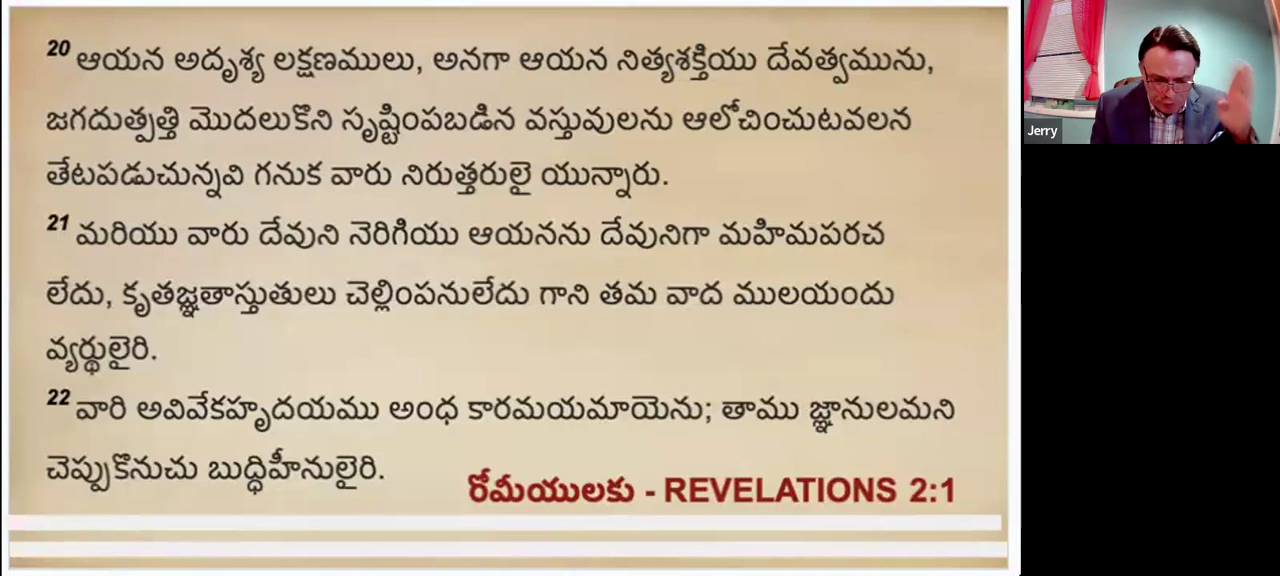 20 ఆయన అదృశ్య లక్షణములు, అనగా ఆయన నిత్యశక్తియు దేవత్వమును,
జగదుత్పత్తి మొదలుకొని సృష్టింపబడిన వస్తువులను ఆలోచించుటవలన
తేటపడుచున్నవి గనుక వారు నిరుత్తరులై యున్నారు.
21 మరియు వారు దేవుని నెరిగియు ఆయనను దేవునిగా మహిమపరచ
లేదు, కృతజ్ఞతాస్తుతులు చెల్లింపనులేదు గాని తమ వాద ములయందు
వ్యర్థులైరి.
22 వారి అవివేకహృదయము అంధ కారమయమాయెను; తాము జ్ఞానులమని
చెప్పుకొనుచు బుద్ధిహీనులైరి.
రోమీయులకు - REVELATIONS 2:1
Jerry